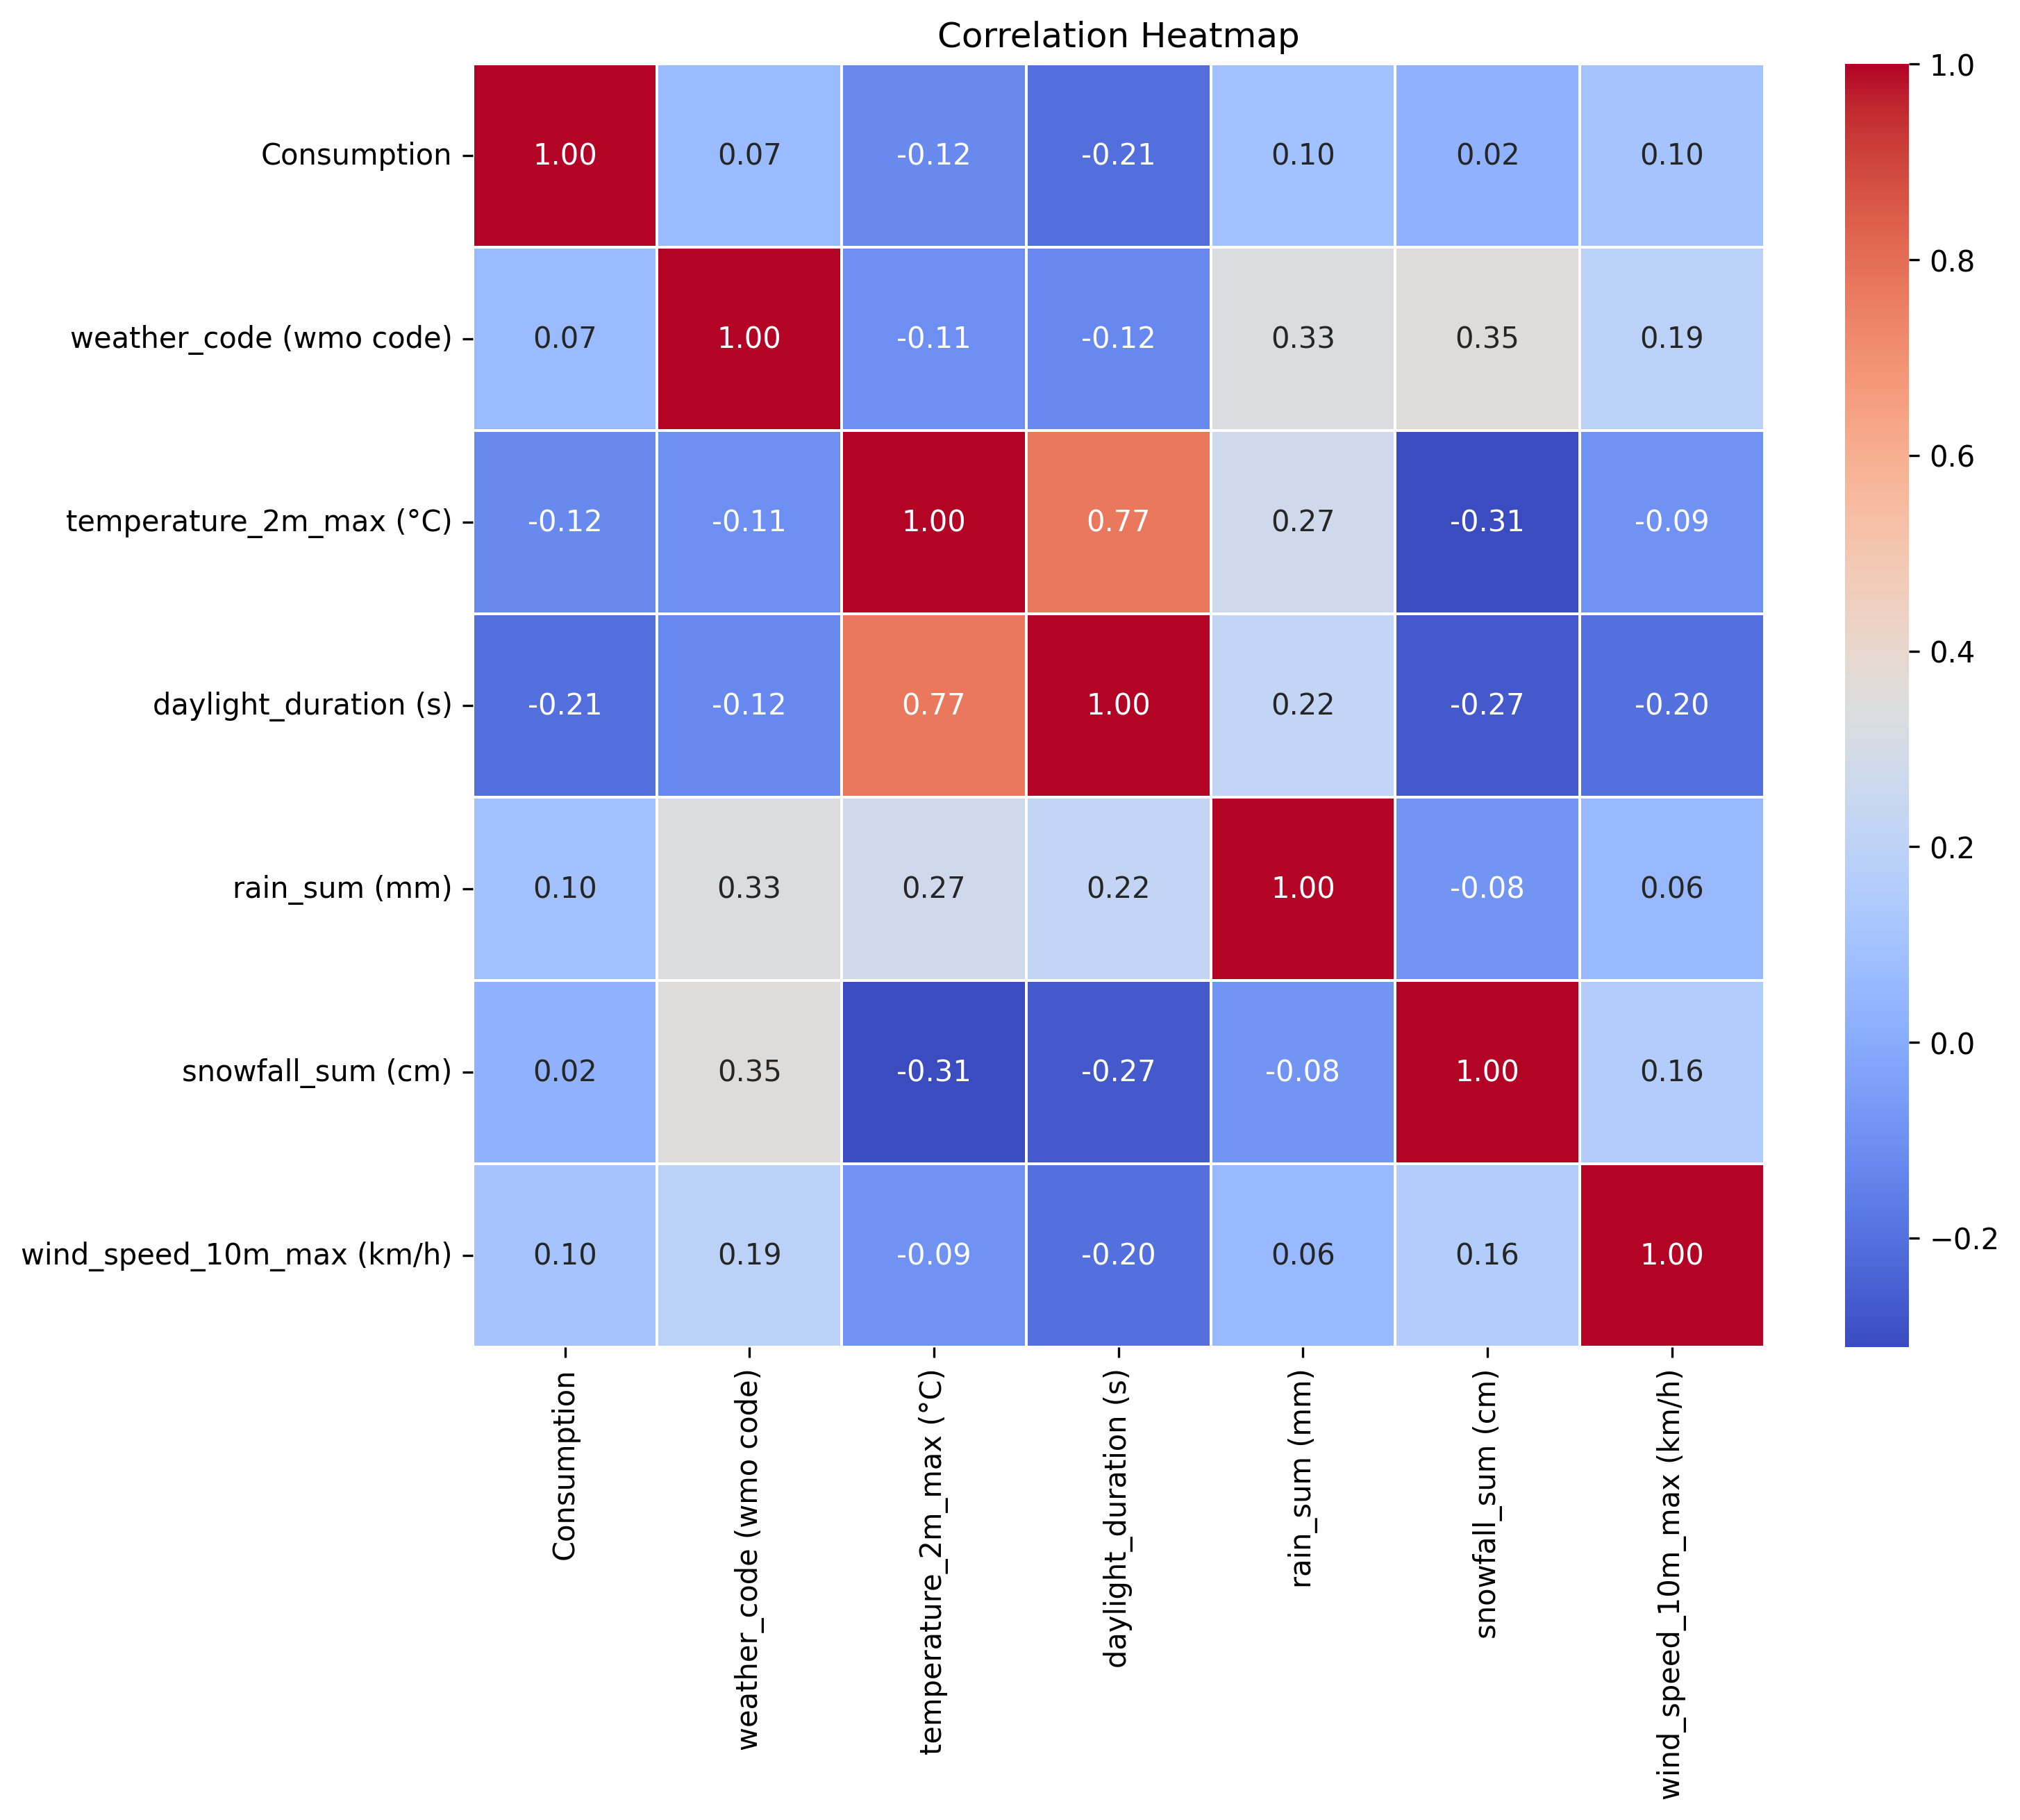 Correlation Heatmap
Consumption 1.00 0.07 -0.12 -0.21 0.10 0.02 0.10
weather_code (wmo code) 0.07 1.00 -0.11 -0.12 0.33 0.35 0.19
temperature_2m_max (°C) -0.12 -0.11 1.00 0.77 0.27 -0.31 -0.09
daylight_duration (s) -0.21 -0.12 0.77 1.00 0.22 -0.27 -0.20
rain_sum (mm) 0.10 0.33 0.27 0.22 1.00 -0.08 0.06
snowfall_sum (cm) 0.02 0.35 -0.31 -0.27 -0.08 1.00 0.16
wind_speed_10m_max (km/h) 0.10 0.19 -0.09 -0.20 0.06 0.16 1.00
Consumption
weather_code (wmo code)
temperature_2m_max (°C)
daylight_duration (s)
rain_sum (mm)
snowfall_sum (cm)
wind_speed_10m_max (km/h)
1.0
0.8
0.6
0.4
0.2
0.0
−0.2